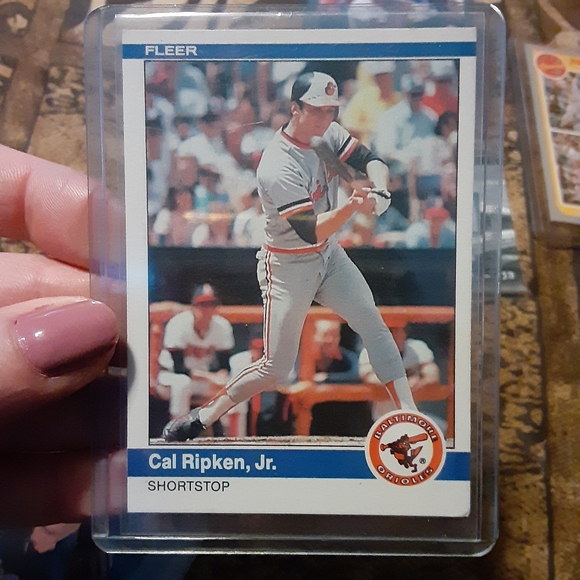 FLEER
Cal Ripken, Jr.
SHORTSTOP
BALTIMORE
ORIOLES
®